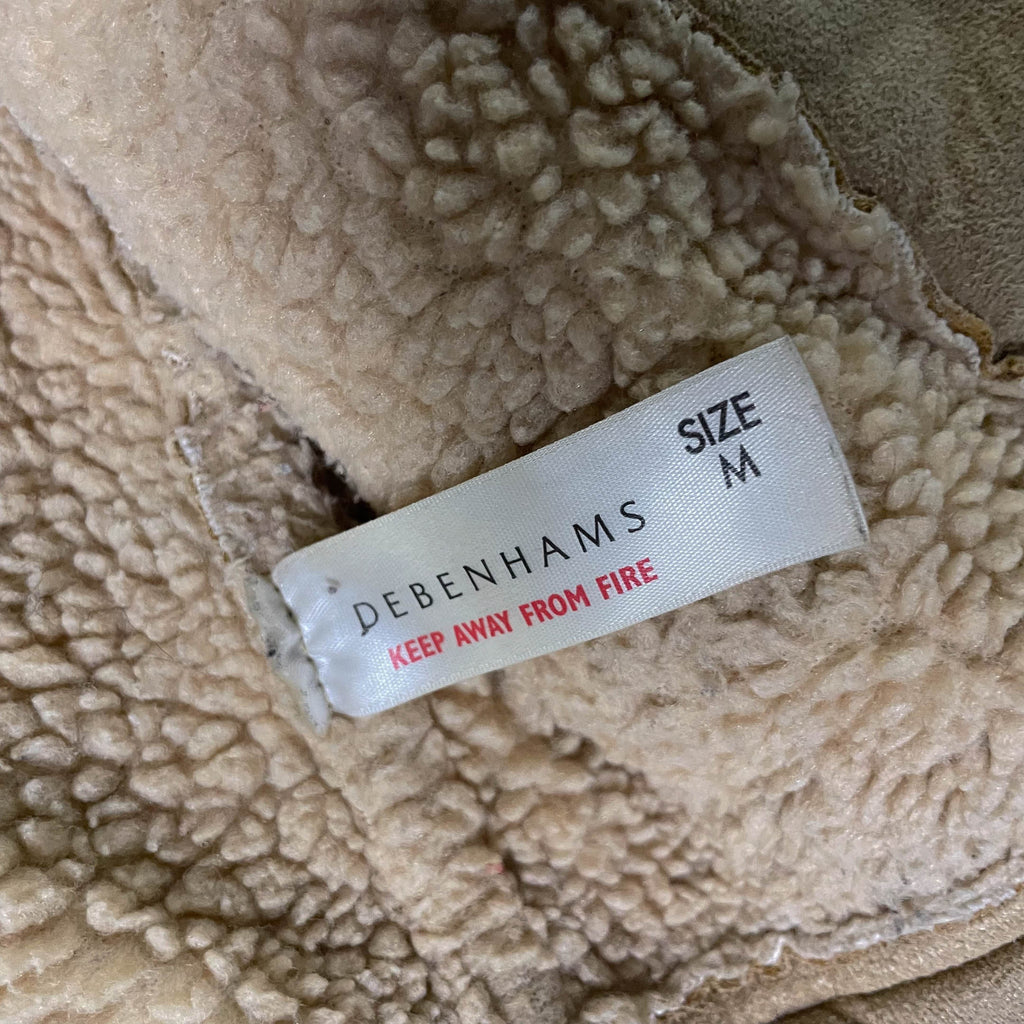 SIZE
M
DEBENHAMS
KEEP AWAY FROM FIRE